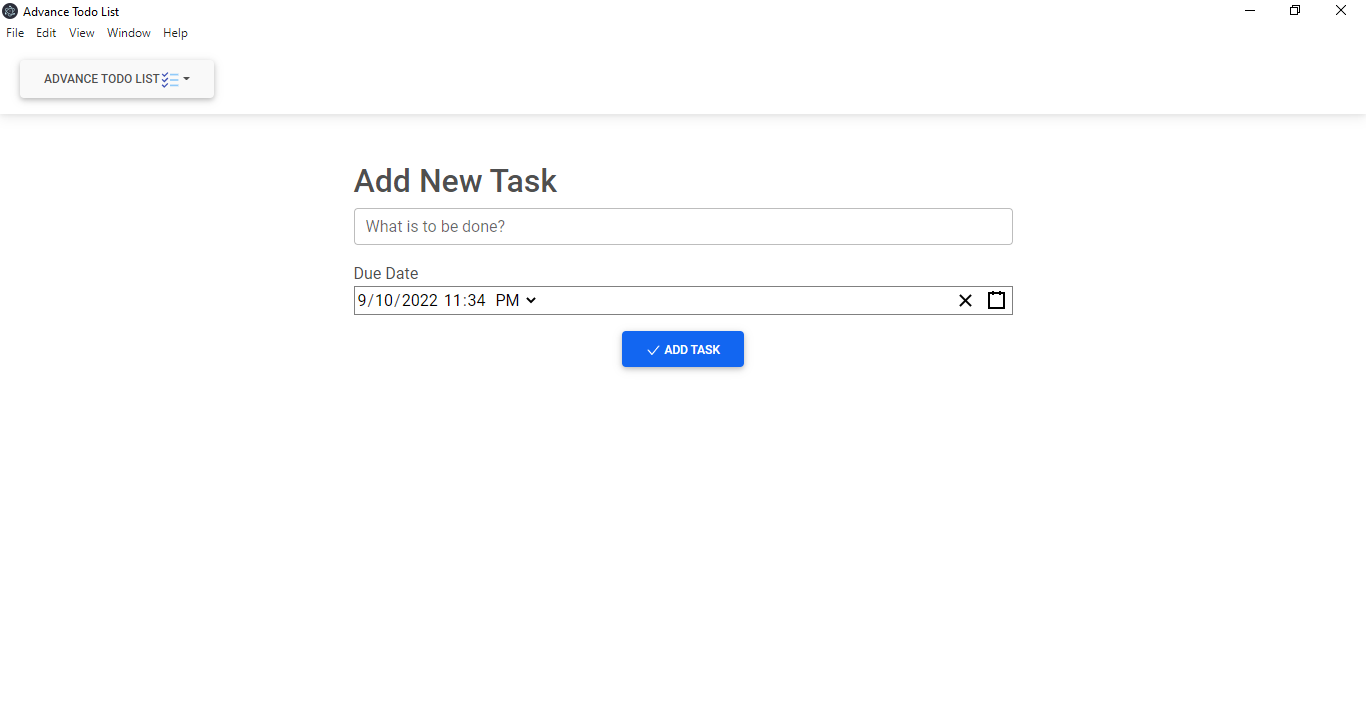 Advance Todo List
File Edit View Window Help
ADVANCE TODO LIST
Add New Task
What is to be done?
Due Date
9/10/2022 11:34 PM
ADD TASK